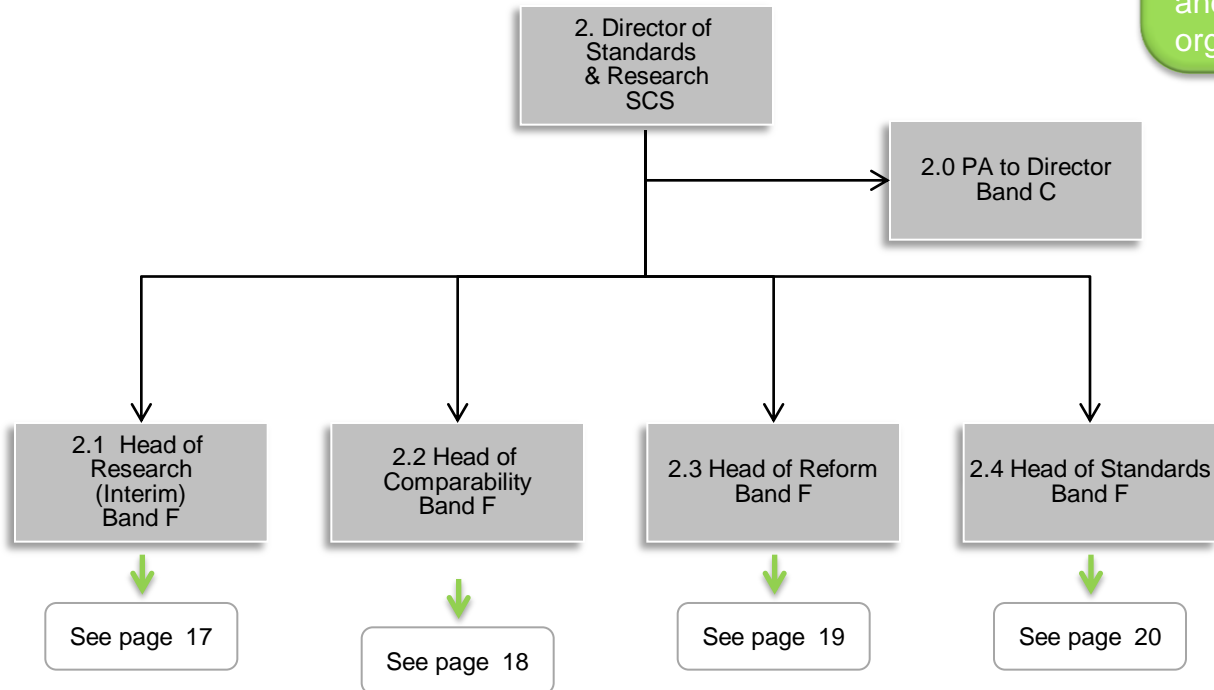 org
2. Director of
Standards
& Research
SCS
2.0 PA to Director
Band C
2.1 Head of
Research
(Interim)
Band F
2.2 Head of
Comparability
Band F
2.3 Head of Reform
Band F
2.4 Head of Standards
Band F
See page 17
See page 18
See page 19
See page 20